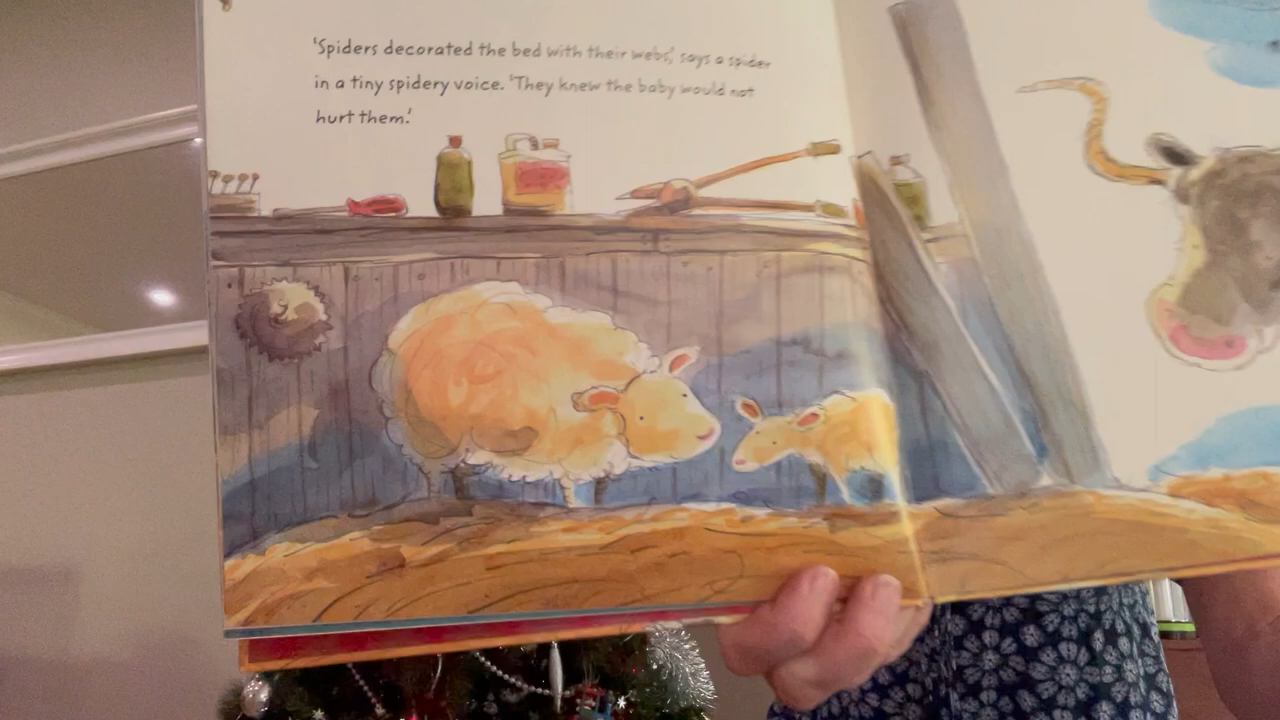 'Spiders decorated the bed with their webs,' says a spider
in a tiny spidery voice. 'They knew the baby would not
hurt them.'